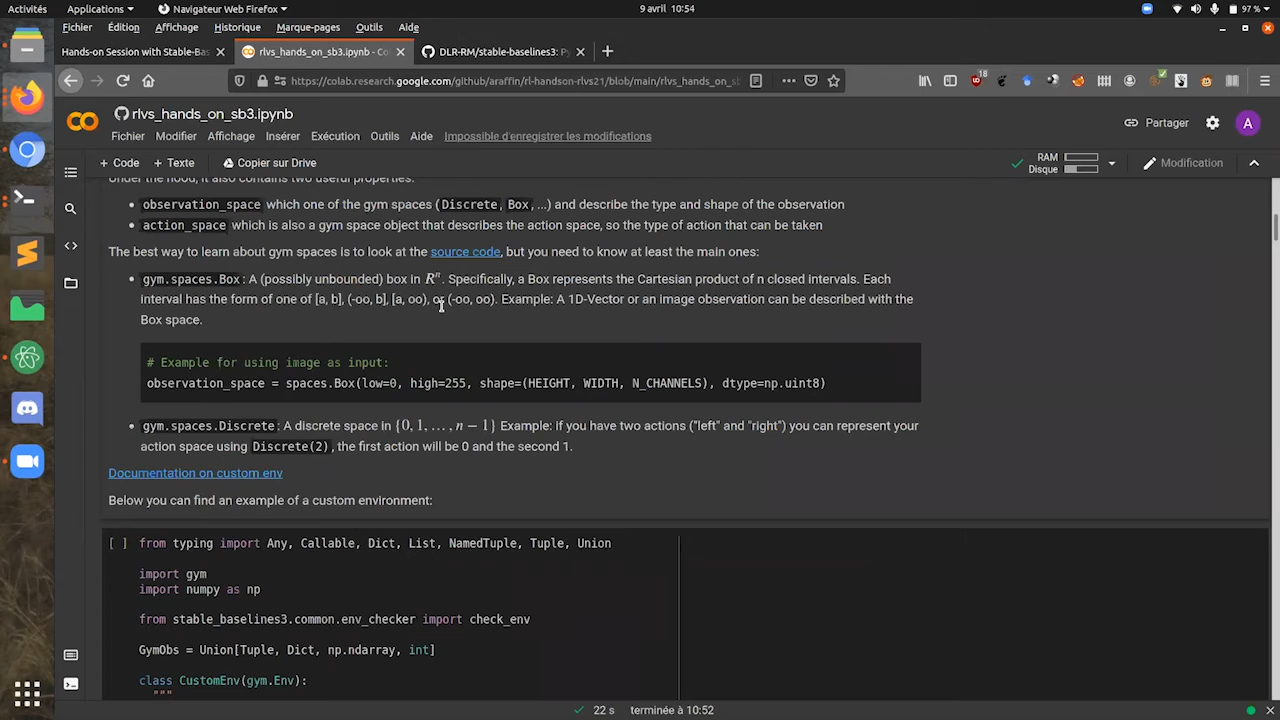 Activités
Applications
Navigateur Web Firefox
9 avril 10:54
97 %
Fichier Édition Affichage Historique Marque-pages Outils Aide
Hands-on Session with Stable-Bas
rlvs_hands_on_sb3.ipynb - Co
DLR-RM/stable-baselines3: Py
https://colab.research.google.com/github/araffin/rl-handson-rlvs21/blob/main/rlvs_hands_on_s
18
rlvs_hands_on_sb3.ipynb
Partager
A
Fichier Modifier Affichage Insérer Exécution Outils Aide Impossible d'enregistrer les modifications
+ Code + Texte Copier sur Drive
RAM
Disque
Modification
Under the hood, it also contains two useful properties:
observation_space which one of the gym spaces (Discrete, Box, ...) and describe the type and shape of the observation
action_space which is also a gym space object that describes the action space, so the type of action that can be taken
The best way to learn about gym spaces is to look at the source code, but you need to know at least the main ones:
gym.spaces.Box: A (possibly unbounded) box in Rⁿ. Specifically, a Box represents the Cartesian product of n closed intervals. Each
interval has the form of one of [a, b], (-oo, b], [a, oo), or (-oo, oo). Example: A 1D-Vector or an image observation can be described with the
Box space.
# Example for using image as input:
observation_space = spaces.Box(low=0, high=255, shape=(HEIGHT, WIDTH, N_CHANNELS), dtype=np.uint8)
gym.spaces.Discrete: A discrete space in {0, 1, …, n − 1} Example: if you have two actions ("left" and "right") you can represent your
action space using Discrete(2), the first action will be 0 and the second 1.
Documentation on custom env
Below you can find an example of a custom environment:
[ ] from typing import Any, Callable, Dict, List, NamedTuple, Tuple, Union
import gym
import numpy as np
from stable_baselines3.common.env_checker import check_env
GymObs = Union[Tuple, Dict, np.ndarray, int]
class CustomEnv(gym.Env):
"""
22 s terminée à 10:52